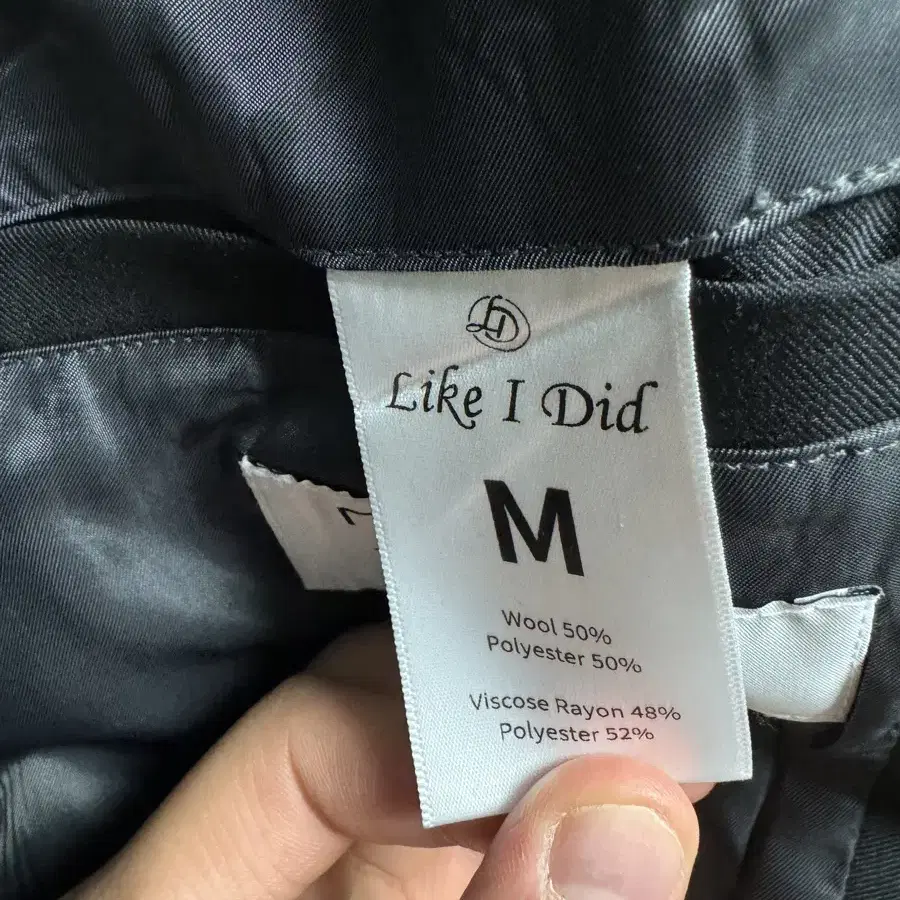 LD
Like I Did
M
Wool 50%
Polyester 50%
Viscose Rayon 48%
Polyester 52%